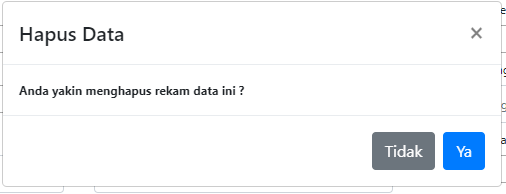 Hapus Data
×
Anda yakin menghapus rekam data ini ?
Tidak
Ya